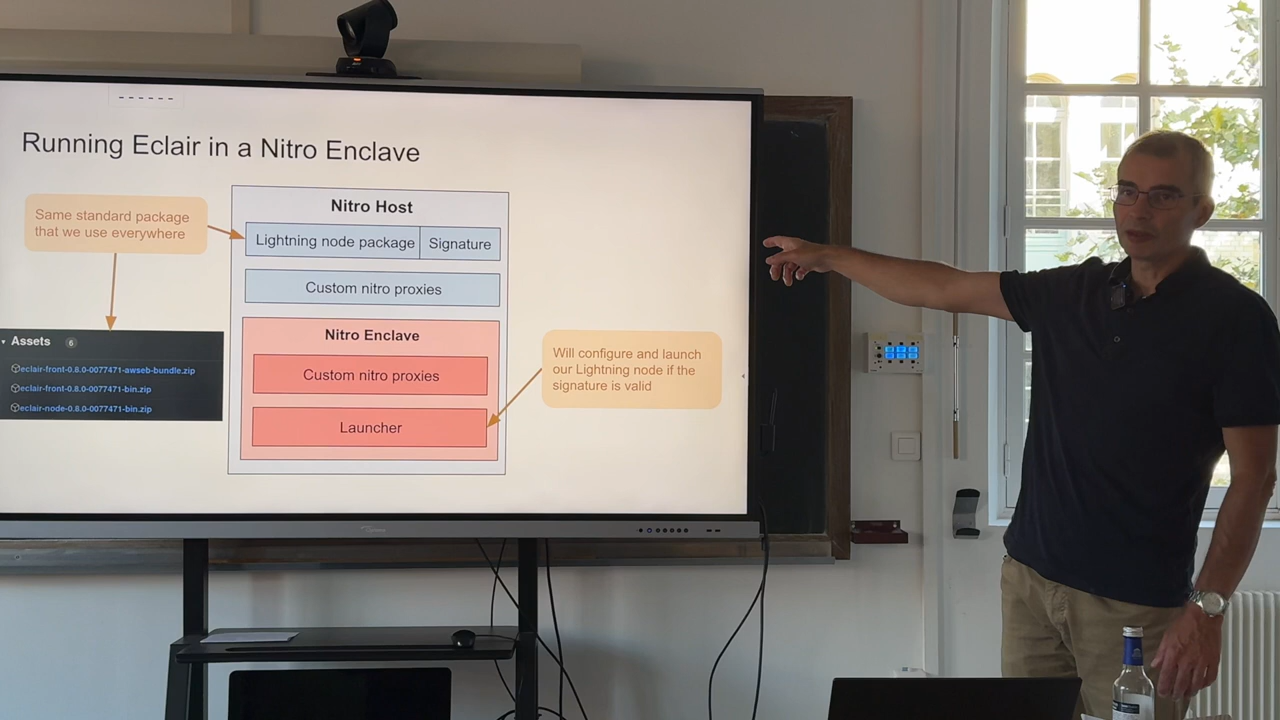 Running Eclair in a Nitro Enclave
Same standard package
that we use everywhere
Nitro Host
Lightning node package
Signature
Custom nitro proxies
Nitro Enclave
Custom nitro proxies
Launcher
Will configure and launch
our Lightning node if the
signature is valid
Assets 6
eclair-front-0.8.0-0077471-awseb-bundle.zip
eclair-front-0.8.0-0077471-bin.zip
eclair-node-0.8.0-0077471-bin.zip